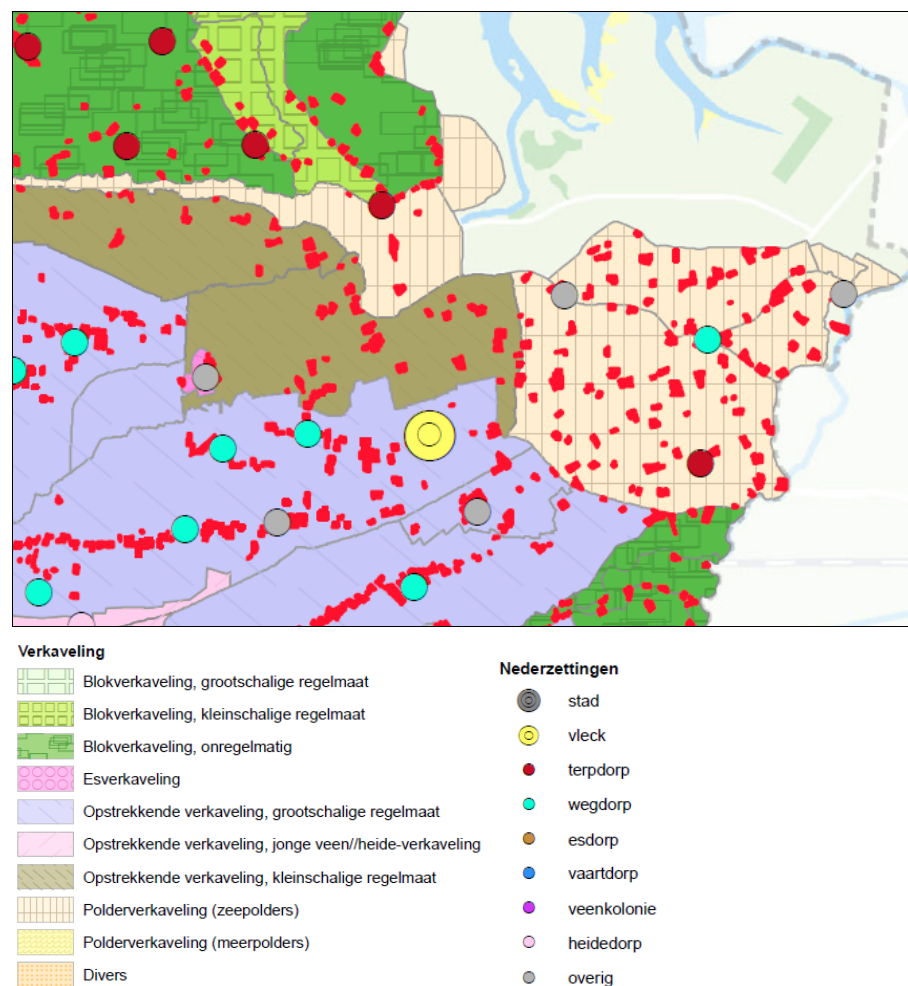 Verkaveling
Blokverkaveling, grootschalige regelmaat
Blokverkaveling, kleinschalige regelmaat
Blokverkaveling, onregelmatig
Esverkaveling
Opstrekkende verkaveling, grootschalige regelmaat
Opstrekkende verkaveling, jonge veen//heide-verkaveling
Opstrekkende verkaveling, kleinschalige regelmaat
Polderverkaveling (zeepolders)
Polderverkaveling (meerpolders)
Divers
Nederzettingen
stad
vleck
terpdorp
wegdorp
esdorp
vaartdorp
veenkolonie
heidedorp
overig